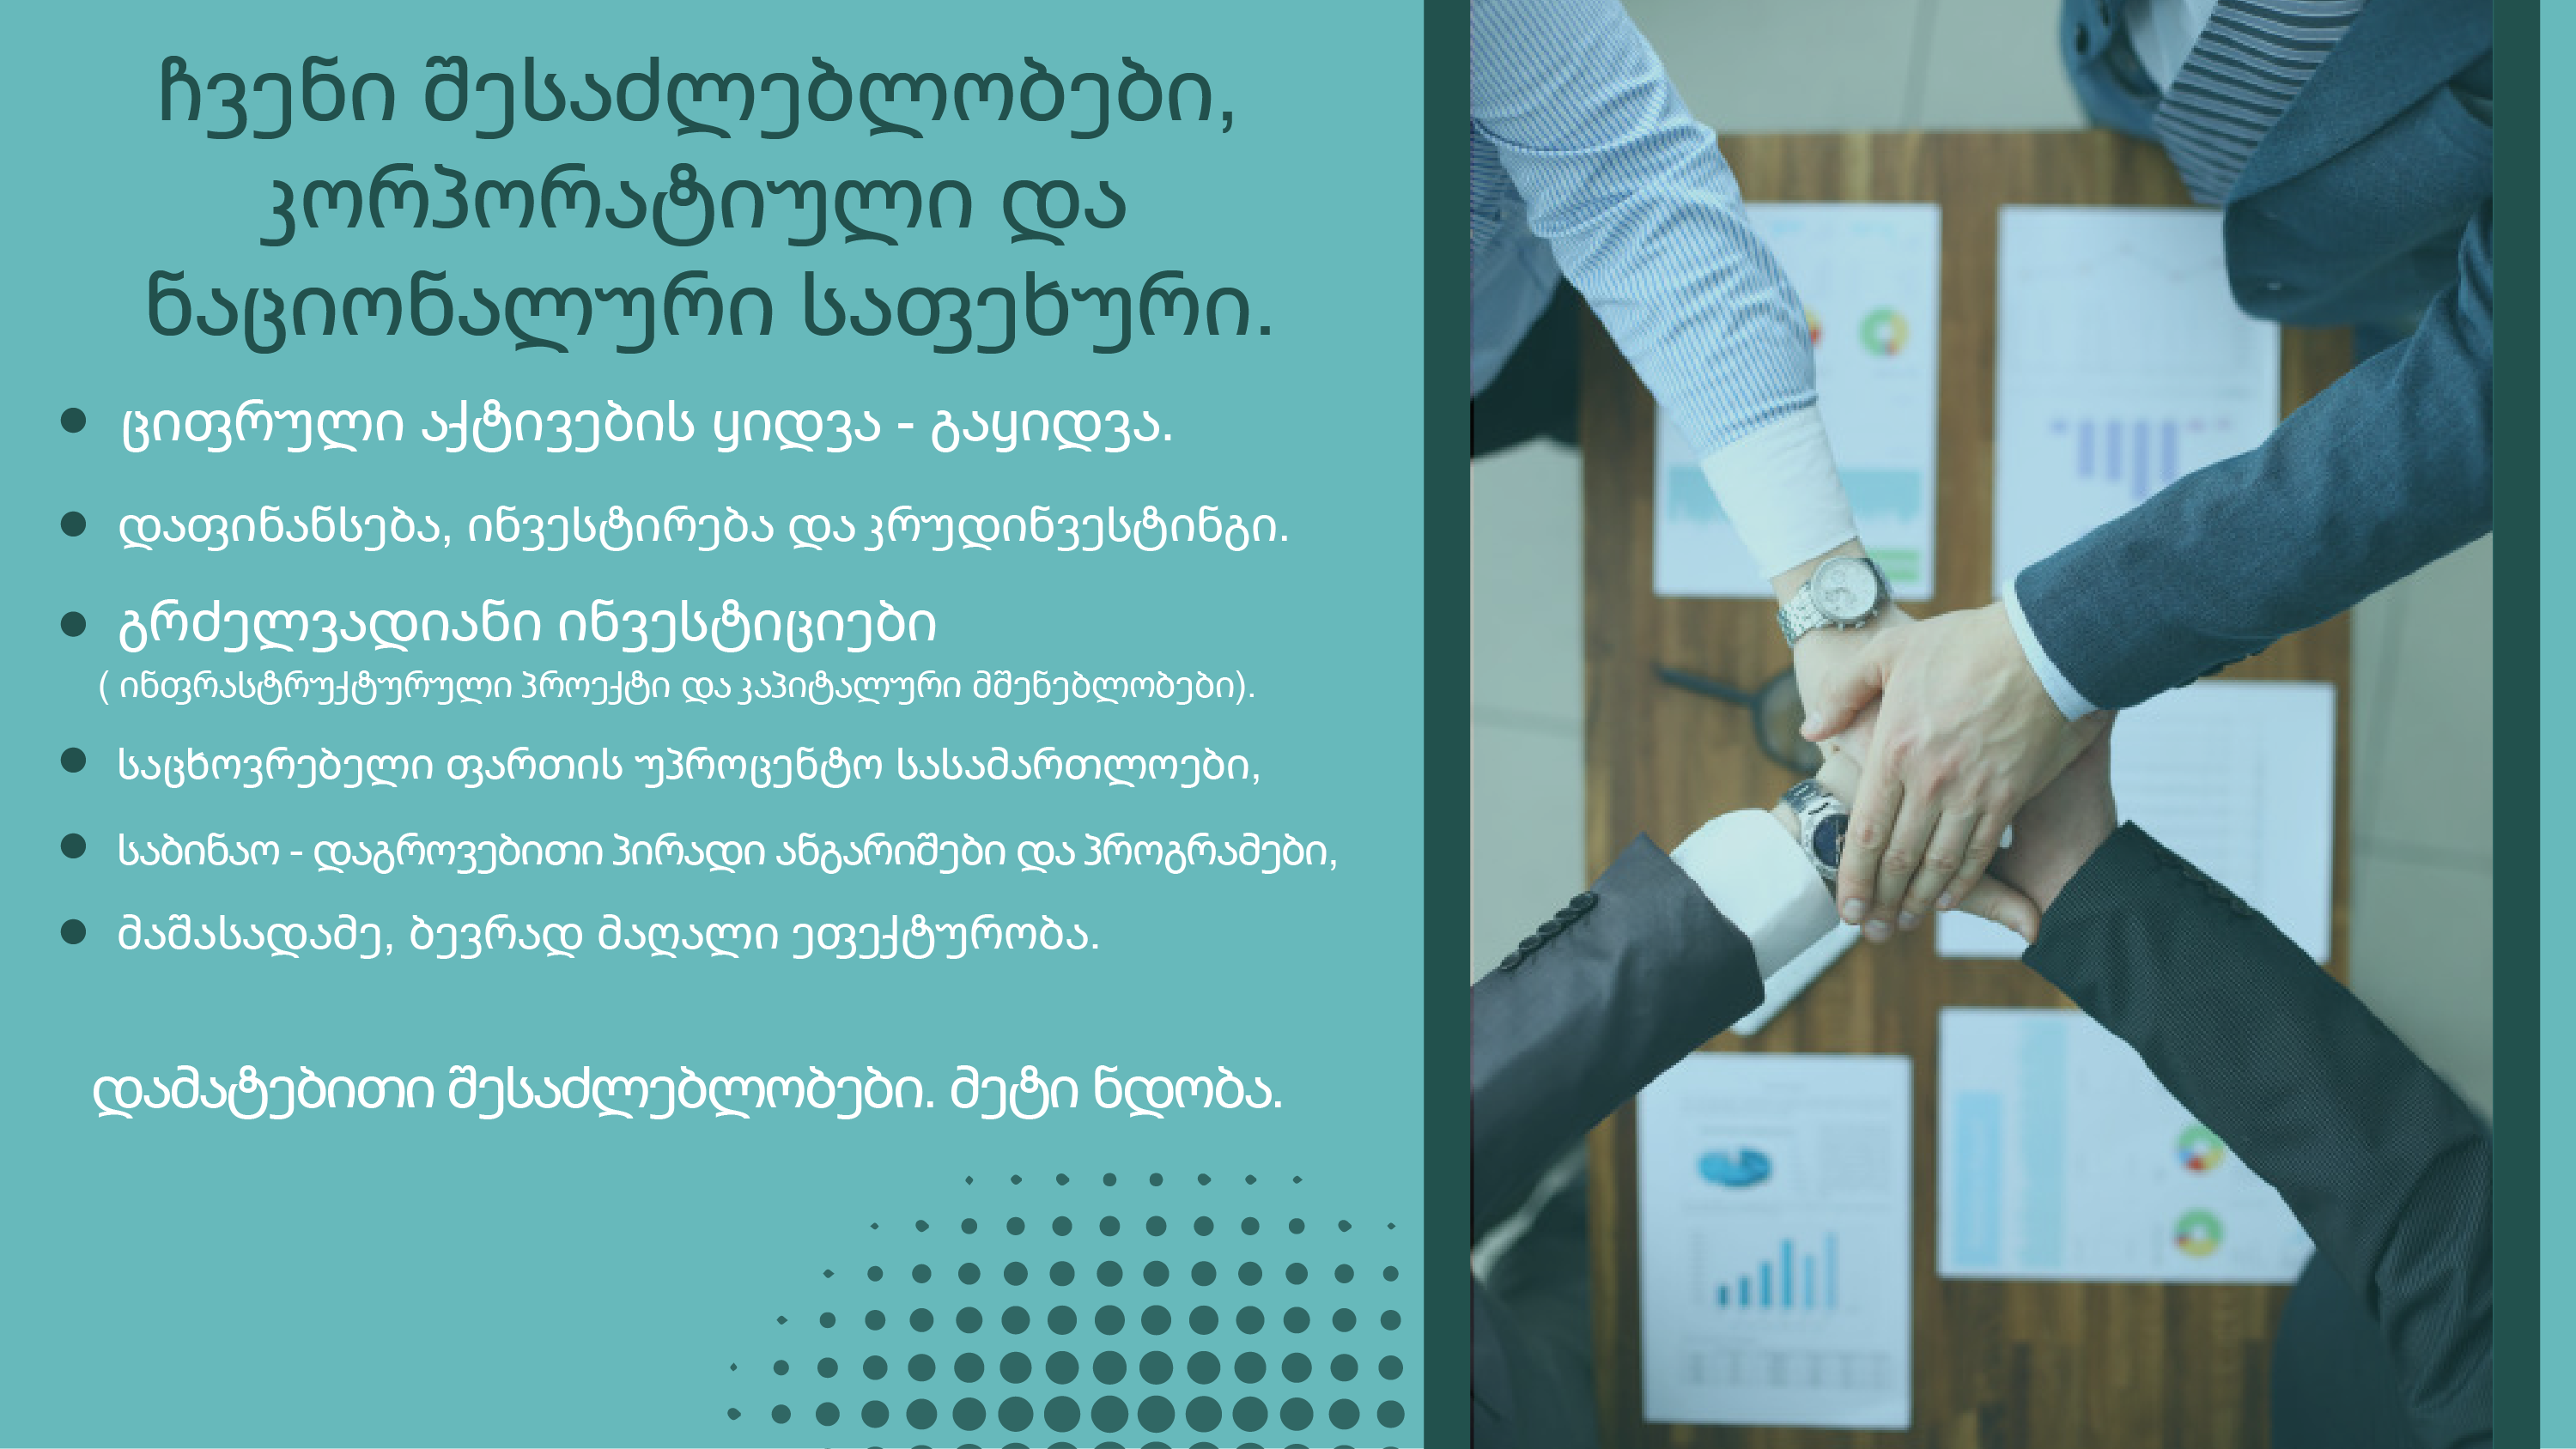 ჩვენი შესაძლებლობები,
კორპორატიული და
ნაციონალური საფეხური.
ციფრული აქტივების ყიდვა - გაყიდვა.
დაფინანსება, ინვესტირება და კრუდინვესტინგი.
გრძელვადიანი ინვესტიციები
( ინფრასტრუქტურული პროექტი და კაპიტალური მშენებლობები).
საცხოვრებელი ფართის უპროცენტო სასამართლოები,
საბინაო - დაგროვებითი პირადი ანგარიშები და პროგრამები,
მაშასადამე, ბევრად მაღალი ეფექტურობა.
დამატებითი შესაძლებლობები. მეტი ნდობა.